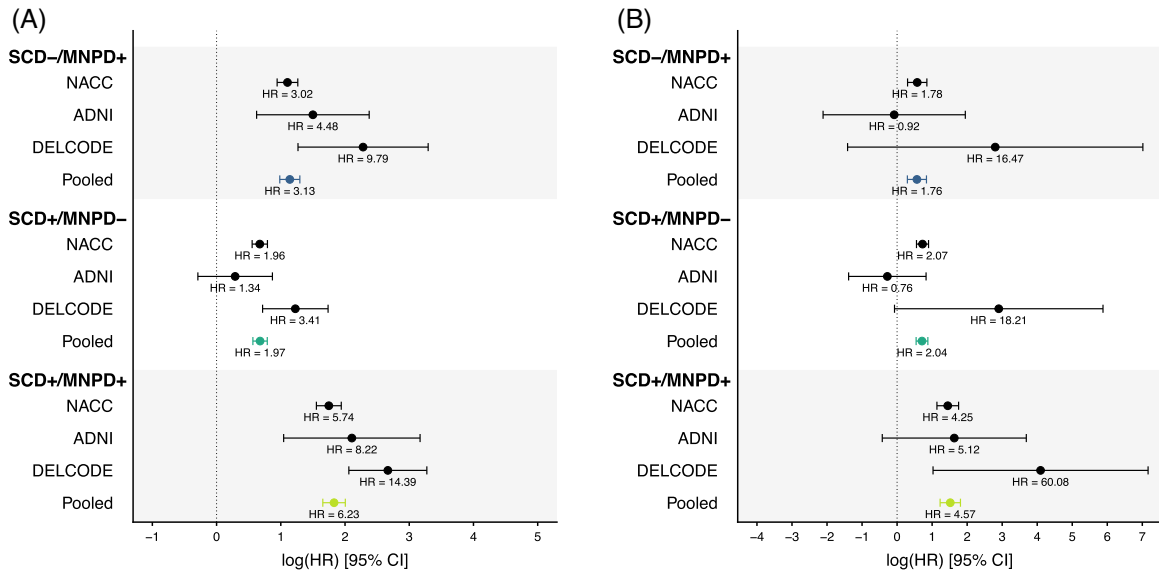 (A)
SCD−/MNPD+
NACC
HR = 3.02
ADNI
HR = 4.48
DELCODE
HR = 9.79
Pooled
HR = 3.13
SCD+/MNPD−
NACC
HR = 1.96
ADNI
HR = 1.34
DELCODE
HR = 3.41
Pooled
HR = 1.97
SCD+/MNPD+
NACC
HR = 5.74
ADNI
HR = 8.22
DELCODE
HR = 14.39
Pooled
HR = 6.23
−1 0 1 2 3 4 5
log(HR) [95% CI]
(B)
SCD−/MNPD+
NACC
HR = 1.78
ADNI
HR = 0.92
DELCODE
HR = 16.47
Pooled
HR = 1.76
SCD+/MNPD−
NACC
HR = 2.07
ADNI
HR = 0.76
DELCODE
HR = 18.21
Pooled
HR = 2.04
SCD+/MNPD+
NACC
HR = 4.25
ADNI
HR = 5.12
DELCODE
HR = 60.08
Pooled
HR = 4.57
−4 −3 −2 −1 0 1 2 3 4 5 6 7
log(HR) [95% CI]